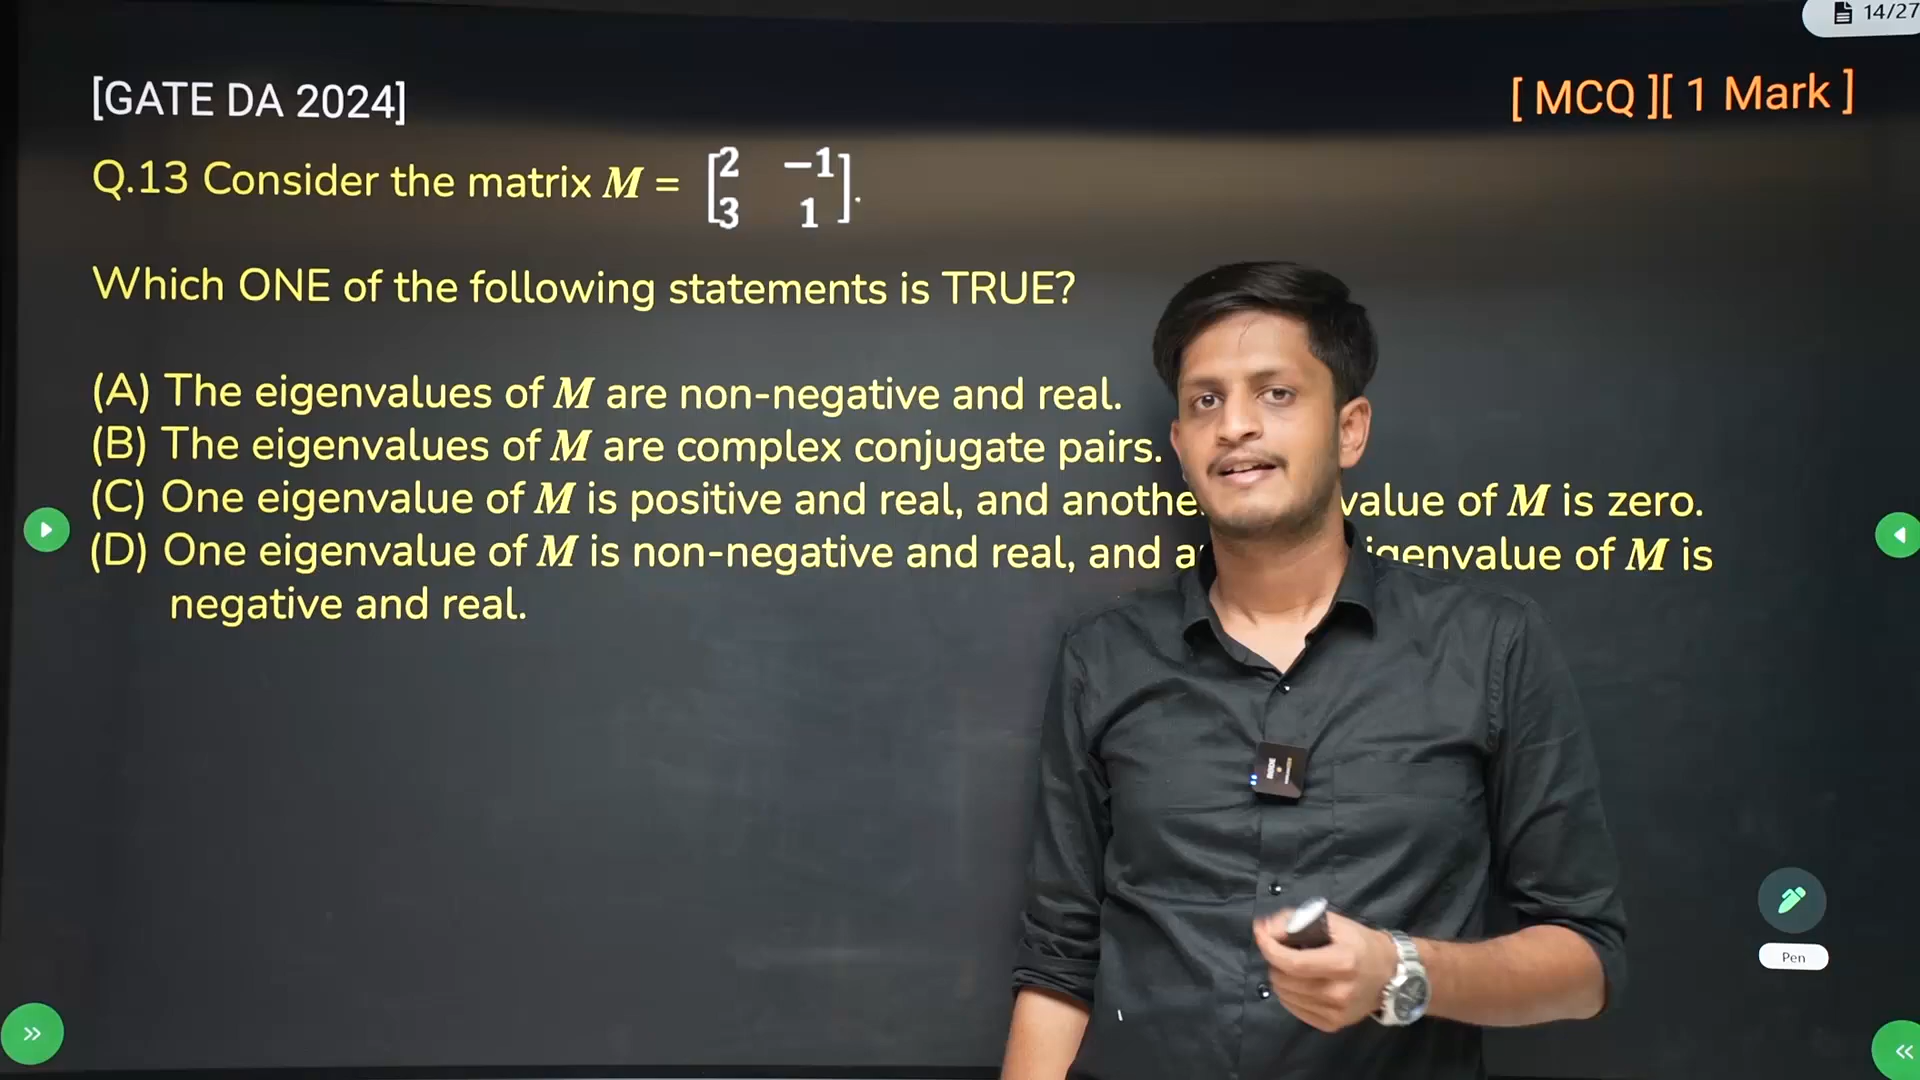 14/27
[GATE DA 2024]
[ MCQ ][ 1 Mark ]
Q.13 Consider the matrix M = [2 -1
3 1].
Which ONE of the following statements is TRUE?
(A) The eigenvalues of M are non-negative and real.
(B) The eigenvalues of M are complex conjugate pairs.
(C) One eigenvalue of M is positive and real, and value of M is zero.
(D) One eigenvalue of M is non-negative and real, and eigenvalue of M is
negative and real.
Pen